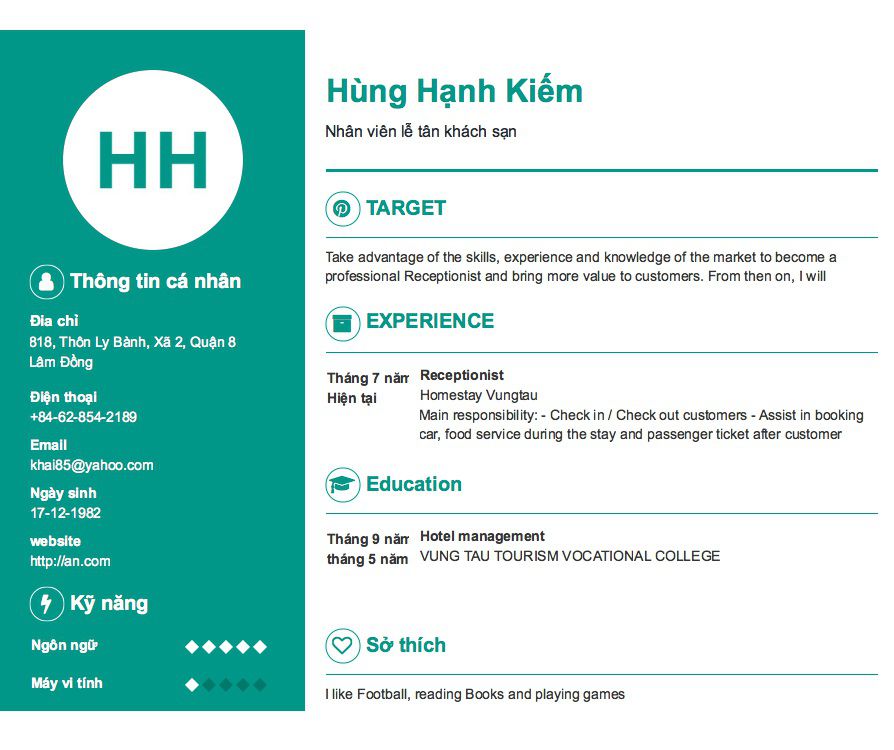 HH
Thông tin cá nhân
Địa chỉ
818, Thôn Ly Bành, Xã 2, Quận 8
Lâm Đồng
Điện thoại
+84-62-854-2189
Email
khai85@yahoo.com
Ngày sinh
17-12-1982
website
http://an.com
Kỹ năng
Ngôn ngữ
Máy vi tính
Hùng Hạnh Kiếm
Nhân viên lễ tân khách sạn
TARGET
Take advantage of the skills, experience and knowledge of the market to become a
professional Receptionist and bring more value to customers. From then on, I will
EXPERIENCE
Tháng 7 năm
Hiện tại
Receptionist
Homestay Vungtau
Main responsibility: - Check in / Check out customers - Assist in booking
car, food service during the stay and passenger ticket after customer
Education
Tháng 9 năm
tháng 5 năm
Hotel management
VUNG TAU TOURISM VOCATIONAL COLLEGE
Sở thích
I like Football, reading Books and playing games